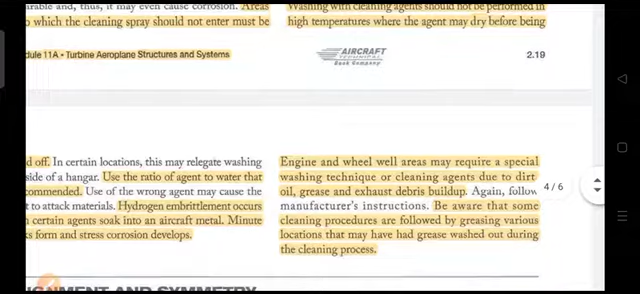 rable and, thus, it may even cause corrosion. Areas
o which the cleaning spray should not enter must be
Washing with cleaning agents should not be performed in
high temperatures where the agent may dry before being
dule 11A - Turbine Aeroplane Structures and Systems
AIRCRAFT
TECHNICAL
Book Company
2.19
d off. In certain locations, this may relegate washing
side of a hangar. Use the ratio of agent to water that
commended. Use of the wrong agent may cause the
t to attack materials. Hydrogen embrittlement occurs
certain agents soak into an aircraft metal. Minute
s form and stress corrosion develops.
Engine and wheel well areas may require a special
washing technique or cleaning agents due to dirt
oil, grease and exhaust debris buildup. Again, follow
manufacturer's instructions. Be aware that some
cleaning procedures are followed by greasing various
locations that may have had grease washed out during
the cleaning process.
4/6
IGNMENT AND SYMMETRY